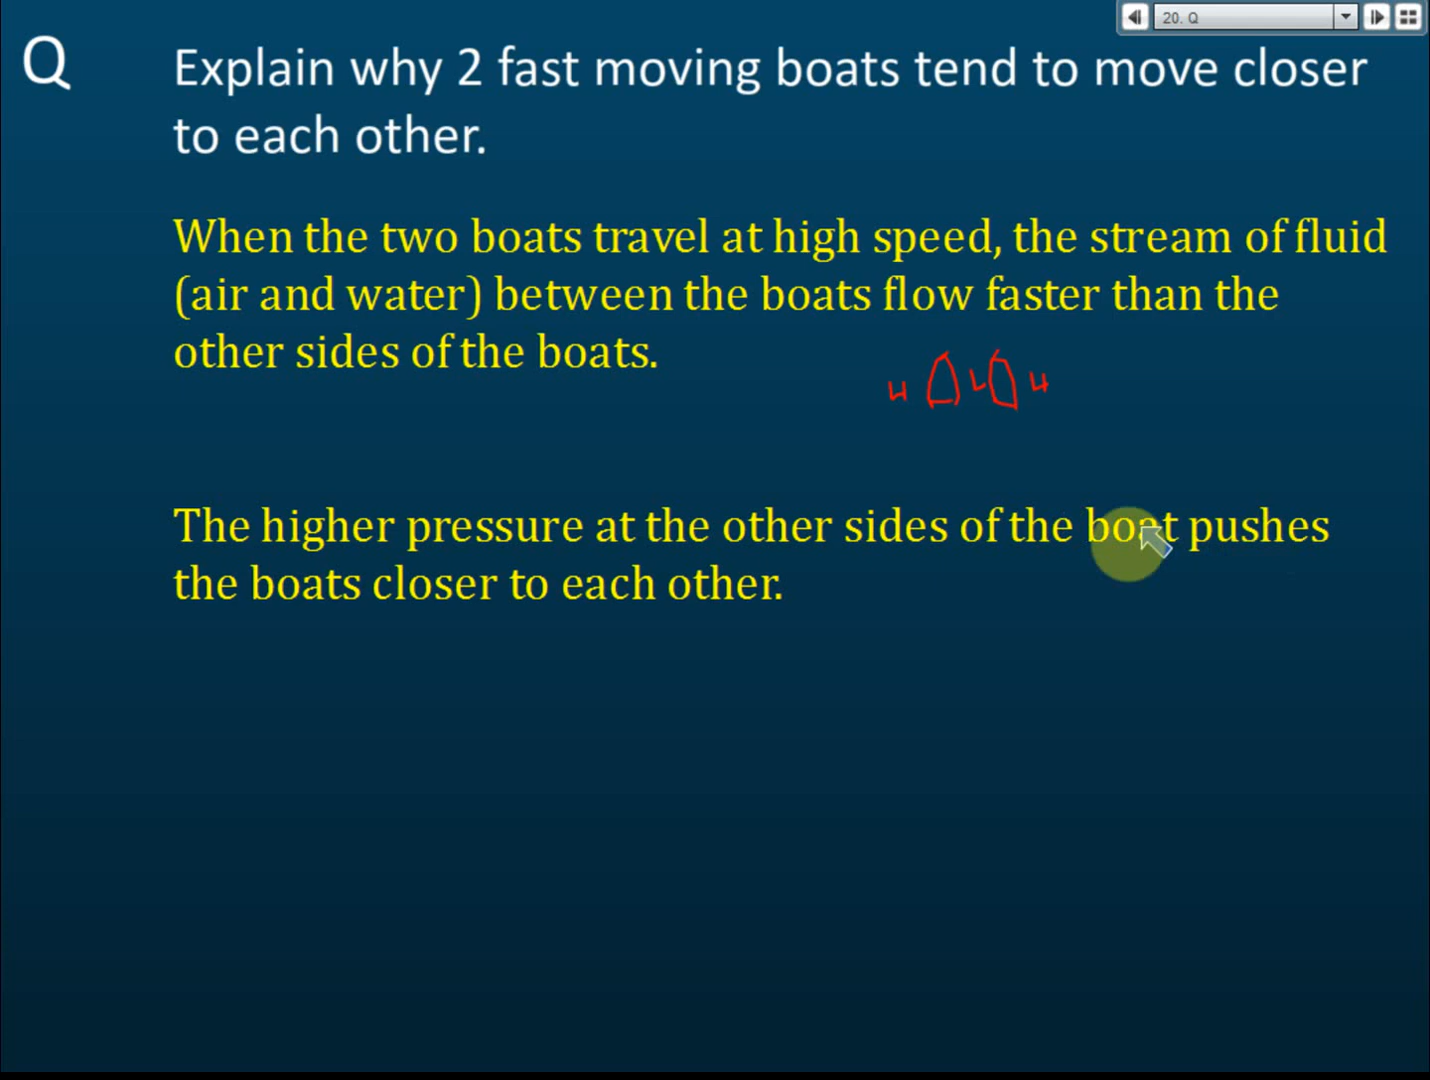 20. Q
Q
Explain why 2 fast moving boats tend to move closer
to each other.
When the two boats travel at high speed, the stream of fluid
(air and water) between the boats flow faster than the
other sides of the boats.
H L H
The higher pressure at the other sides of the boat pushes
the boats closer to each other.